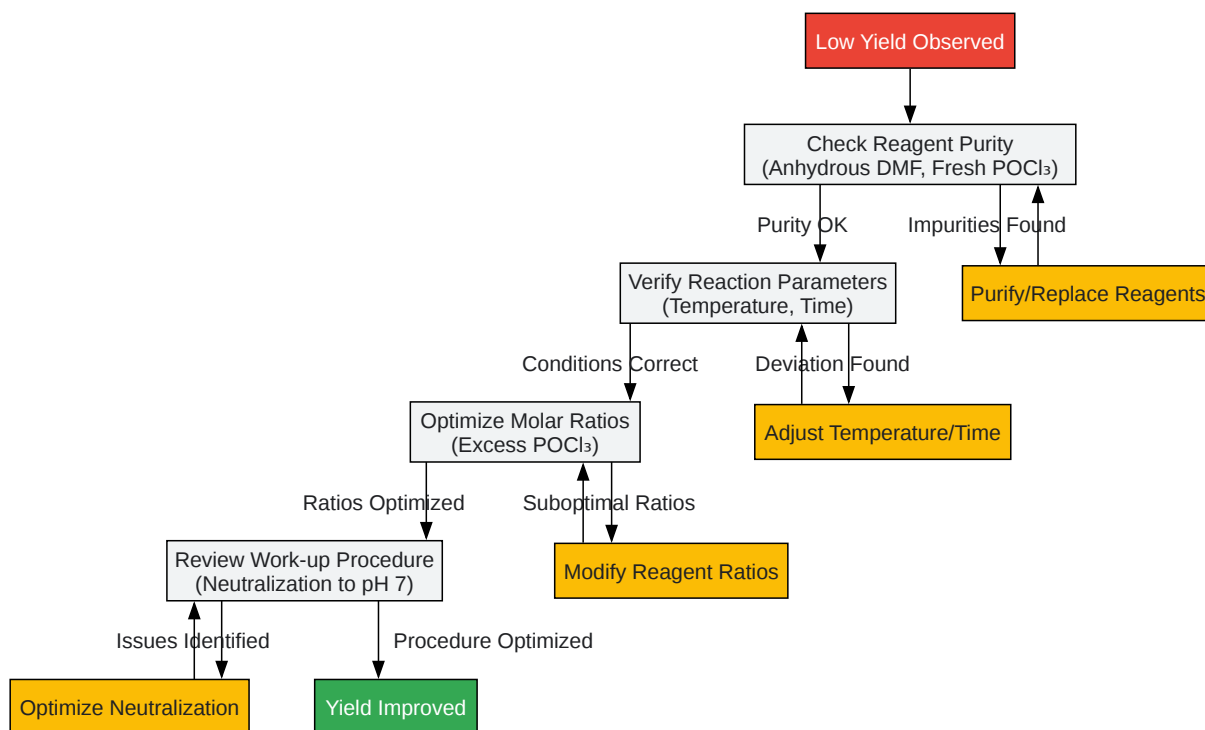 Low Yield Observed
Check Reagent Purity
(Anhydrous DMF, Fresh POCl₃)
Purity OK
Impurities Found
Verify Reaction Parameters
(Temperature, Time)
Purify/Replace Reagents
Conditions Correct
Deviation Found
Optimize Molar Ratios
(Excess POCl₃)
Adjust Temperature/Time
Ratios Optimized
Suboptimal Ratios
Review Work-up Procedure
(Neutralization to pH 7)
Modify Reagent Ratios
Issues Identified
Procedure Optimized
Optimize Neutralization
Yield Improved